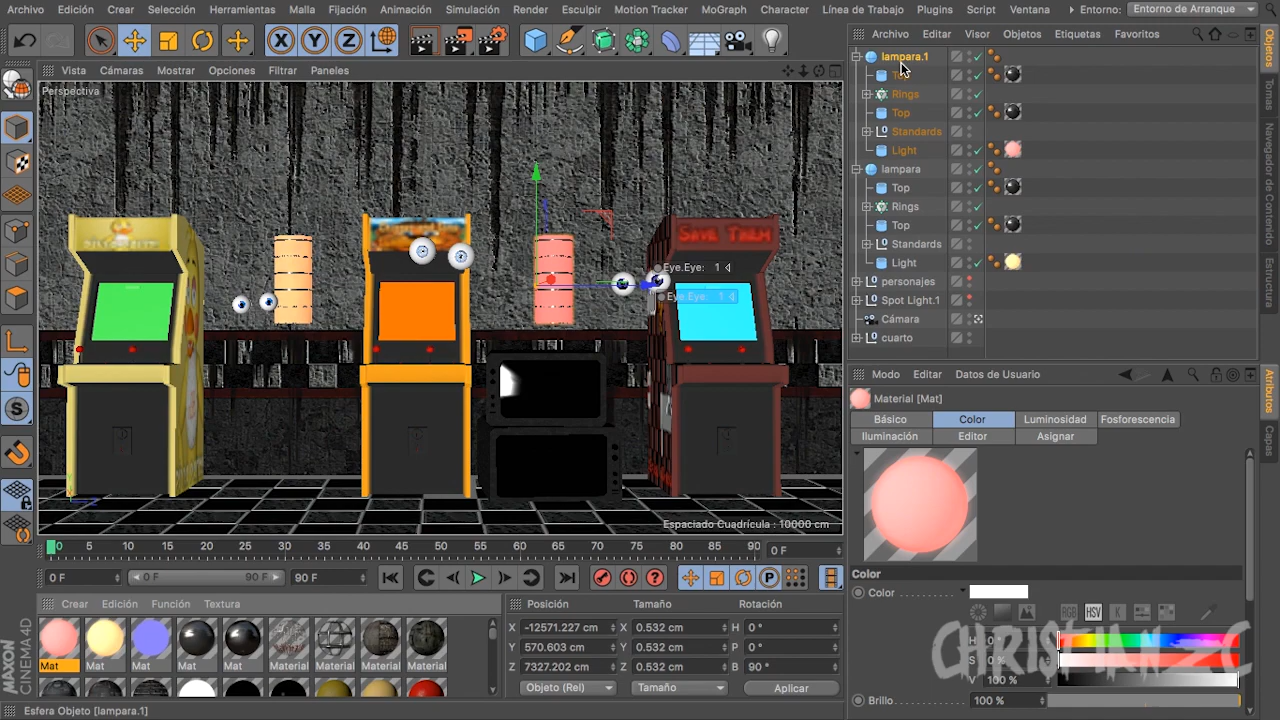 Archivo Edición Crear Selección Herramientas Malla Fijación Animación Simulación Render Esculpir Motion Tracker MoGraph Character Línea de Trabajo Plugins Script Ventana Entorno: Entorno de Arranque
X Y Z
Vista Cámaras Mostrar Opciones Filtrar Paneles
Perspectiva
SAVE THEM
Eye.Eye: 1
Eye Eye: 1
Espaciado Cuadrícula : 10000 cm
Archivo Editar Visor Objetos Etiquetas Favoritos
lampara.1
Top
Rings
Top
Standards
Light
lampara
Top
Rings
Top
Standards
Light
personajes
Spot Light.1
Cámara
cuarto
Objetos
Tomas
Navegador de Contenido
Estructura
Atributos
Capas
Modo Editar Datos de Usuario
Material [Mat]
Básico Color Luminosidad Fosforescencia
Iluminación Editor Asignar
Color
Color
RGB HSV K
H 0 °
S 0 %
V 100 %
Brillo 100 %
CHRISTIAN ZC
0 5 10 15 20 25 30 35 40 45 50 55 60 65 70 75 80 85 90 0 F
0 F 0 F 90 F 90 F
P
S
Crear Edición Función Textura
Mat Mat Mat Mat Mat Material Material Material Material
Posición Tamaño Rotación
X -12571.227 cm X 0.532 cm H 0 °
Y 570.603 cm Y 0.532 cm P 0 °
Z 7327.202 cm Z 0.532 cm B 90 °
Objeto (Rel) Tamaño Aplicar
MAXON CINEMA4D
Esfera Objeto [lampara.1]